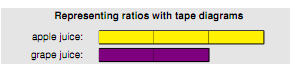 Representing ratios with tape diagrams
apple juice:
grape juice: